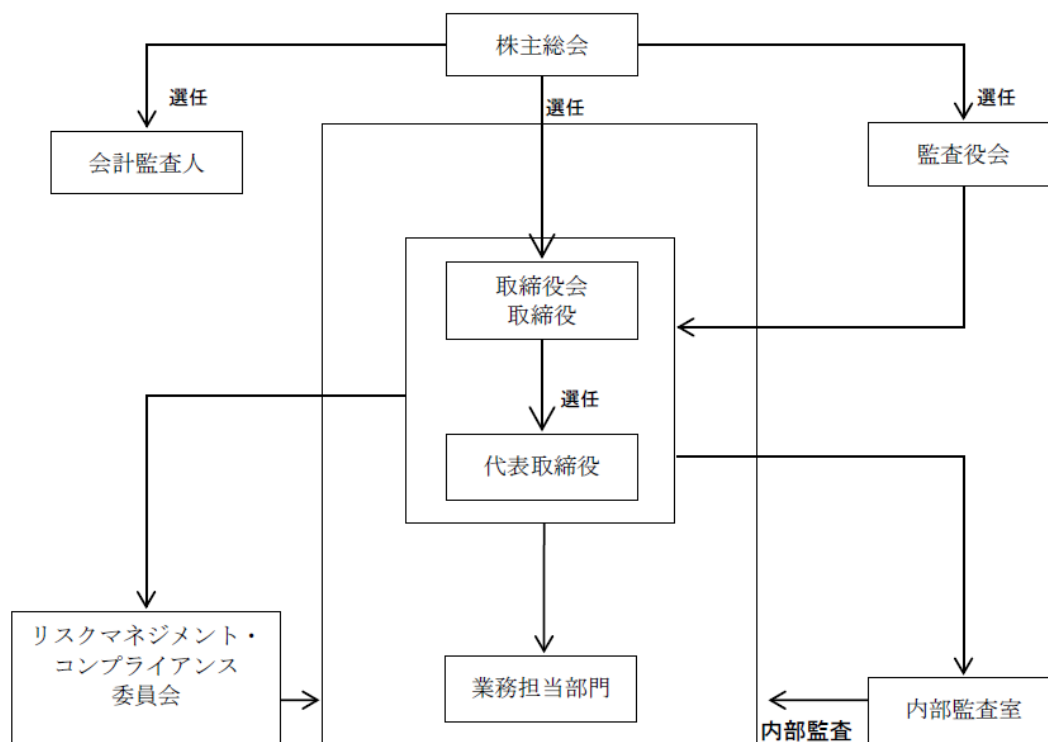 株主総会
選任
選任
選任
会計監査人
監査役会
取締役会
取締役
選任
代表取締役
リスクマネジメント・
コンプライアンス
委員会
業務担当部門
内部監査室
内部監査